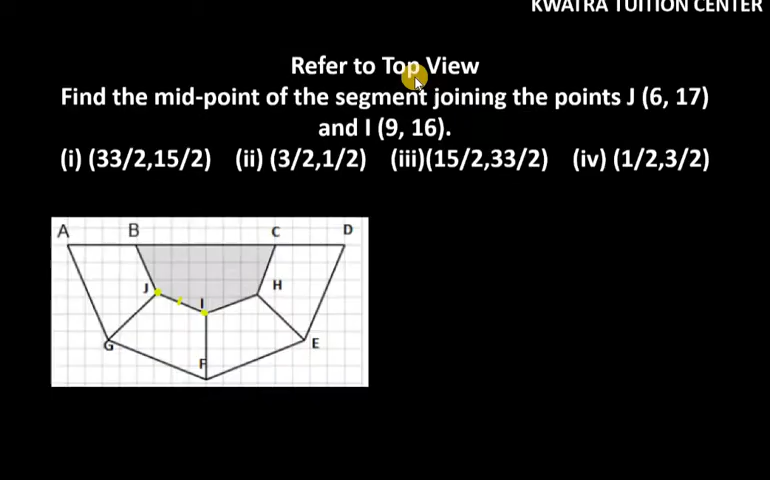 KWATRA TUITION CENTER
Refer to Top View
Find the mid-point of the segment joining the points J (6, 17)
and I (9, 16).
(i) (33/2,15/2) (ii) (3/2,1/2) (iii)(15/2,33/2) (iv) (1/2,3/2)
A B C D
J H
I
G F E